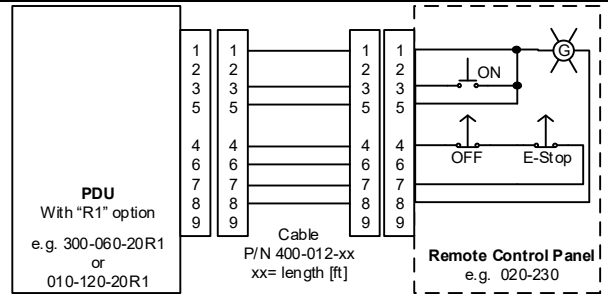 PDU
With "R1" option
e.g. 300-060-20R1
or
010-120-20R1
1
2
3
5
4
6
7
8
9
1
2
3
5
4
6
7
8
9
Cable
P/N 400-012-xx
xx= length [ft]
1
2
3
5
4
6
7
8
9
1
2
3
5
4
6
7
8
9
G
ON
OFF
E-Stop
Remote Control Panel
e.g. 020-230